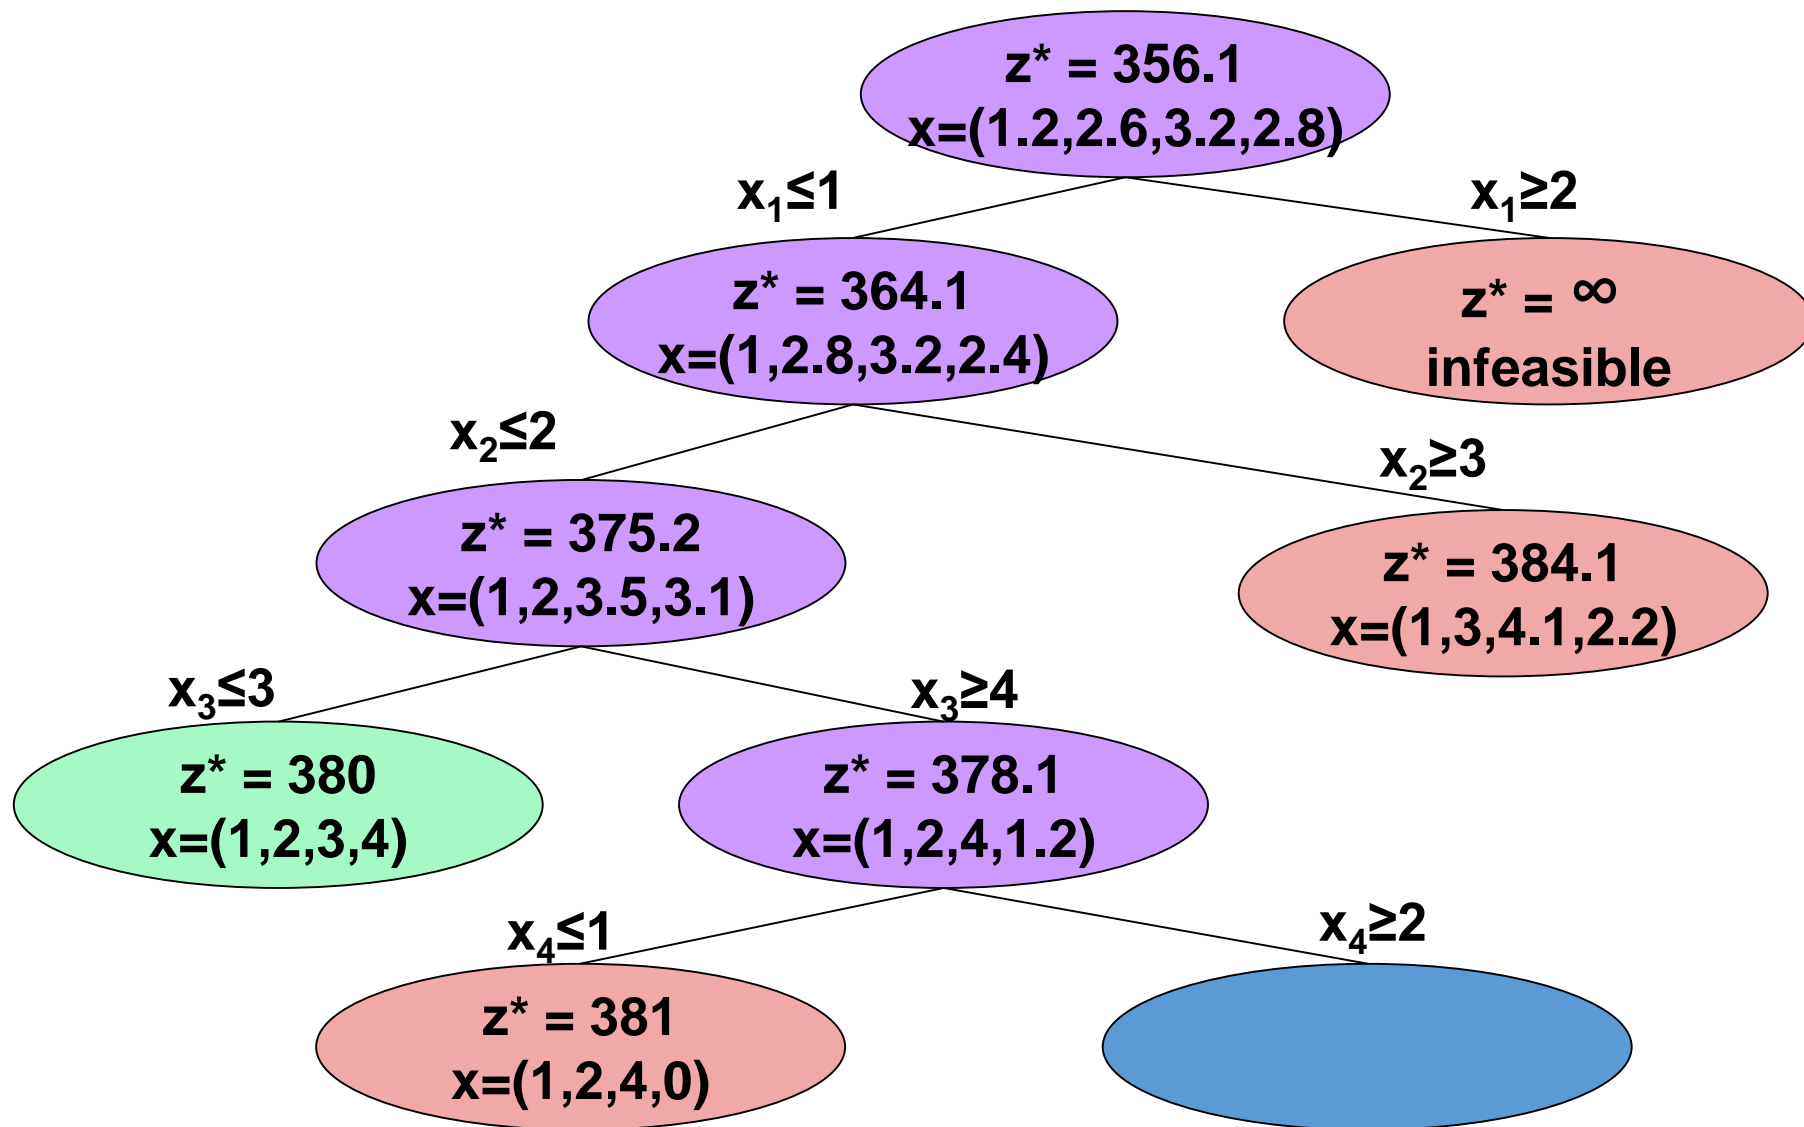 z* = 356.1
x=(1.2,2.6,3.2,2.8)
x₁≤1
x₁≥2
z* = 364.1
x=(1,2.8,3.2,2.4)
z* = ∞
infeasible
x₂≤2
x₂≥3
z* = 375.2
x=(1,2,3.5,3.1)
z* = 384.1
x=(1,3,4.1,2.2)
x₃≤3
x₃≥4
z* = 380
x=(1,2,3,4)
z* = 378.1
x=(1,2,4,1.2)
x₄≤1
x₄≥2
z* = 381
x=(1,2,4,0)